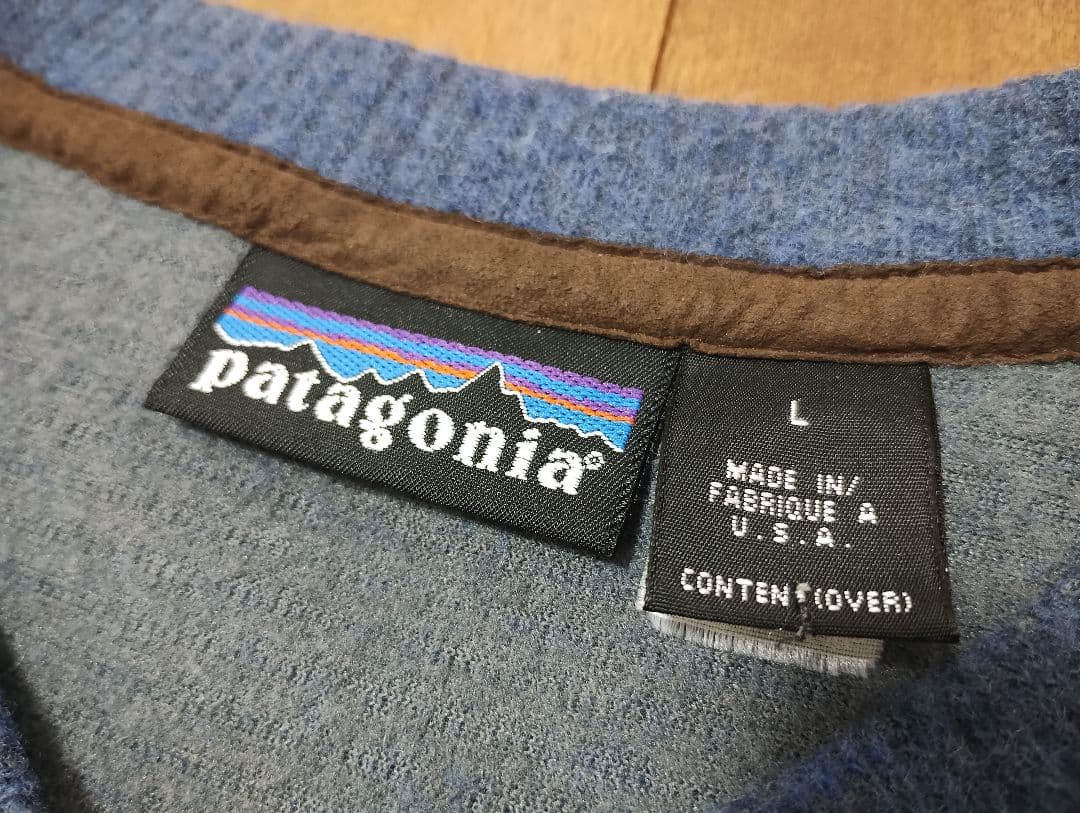 patagonia®
L
MADE IN/
FABRIQUE A
U.S.A.
CONTENT(OVER)